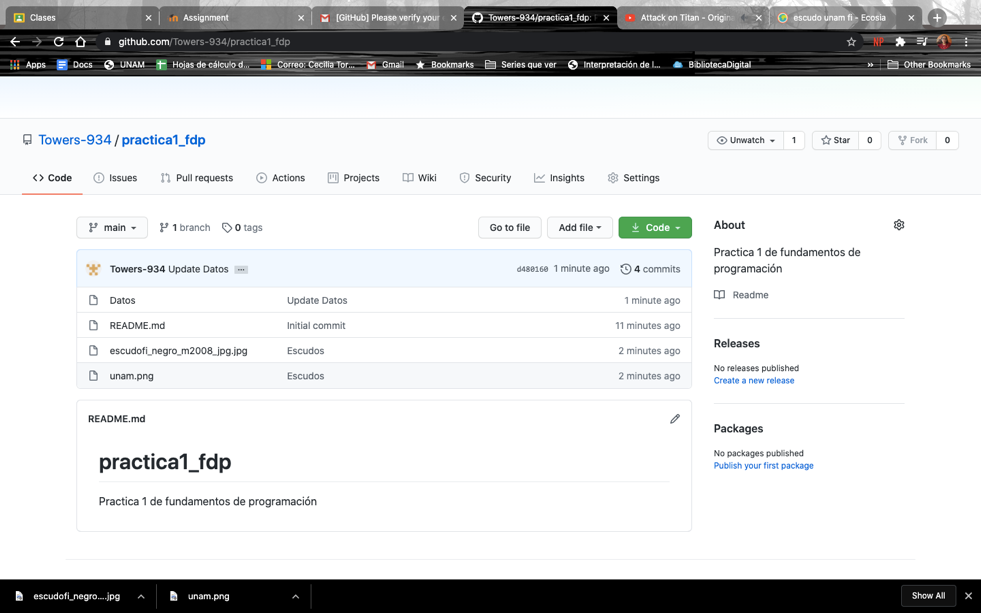 Clases
Assignment
[GitHub] Please verify your
Towers-934/practica1_fdp:
Attack on Titan - Origina
escudo unam fi - Ecosia
github.com/Towers-934/practica1_fdp
NP
Apps Docs UNAM Hojas de cálculo d... Correo: Cecilia Tor... Gmail Bookmarks Series que ver Interpretación de l... BibliotecaDigital » Other Bookmarks
Towers-934 / practica1_fdp
Unwatch 1 Star 0 Fork 0
Code Issues Pull requests Actions Projects Wiki Security Insights Settings
main 1 branch 0 tags
Go to file Add file Code
Towers-934 Update Datos ... d480160 1 minute ago 4 commits
Datos Update Datos 1 minute ago
README.md Initial commit 11 minutes ago
escudofi_negro_m2008_jpg.jpg Escudos 2 minutes ago
unam.png Escudos 2 minutes ago
README.md
practica1_fdp
Practica 1 de fundamentos de programación
About
Practica 1 de fundamentos de
programación
Readme
Releases
No releases published
Create a new release
Packages
No packages published
Publish your first package
escudofi_negro....jpg unam.png Show All